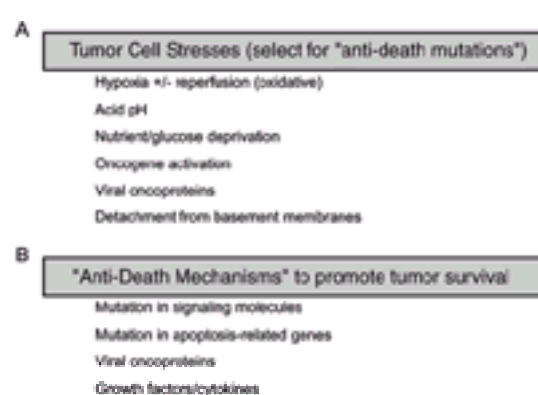 A
Tumor Cell Stresses (select for "anti-death mutations")
Hypoxia +/- reperfusion (oxidative)
Acid pH
Nutrient/glucose deprivation
Oncogene activation
Viral oncoproteins
Detachment from basement membranes
B
"Anti-Death Mechanisms" to promote tumor survival
Mutation in signaling molecules
Mutation in apoptosis-related genes
Viral oncoproteins
Growth factors/cytokines